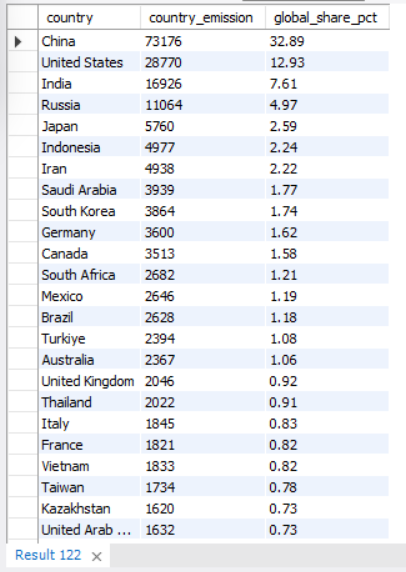 country country_emission global_share_pct
China 73176 32.89
United States 28770 12.93
India 16926 7.61
Russia 11064 4.97
Japan 5760 2.59
Indonesia 4977 2.24
Iran 4938 2.22
Saudi Arabia 3939 1.77
South Korea 3864 1.74
Germany 3600 1.62
Canada 3513 1.58
South Africa 2682 1.21
Mexico 2646 1.19
Brazil 2628 1.18
Turkiye 2394 1.08
Australia 2367 1.06
United Kingdom 2046 0.92
Thailand 2022 0.91
Italy 1845 0.83
France 1821 0.82
Vietnam 1833 0.82
Taiwan 1734 0.78
Kazakhstan 1620 0.73
United Arab ... 1632 0.73
Result 122 ×